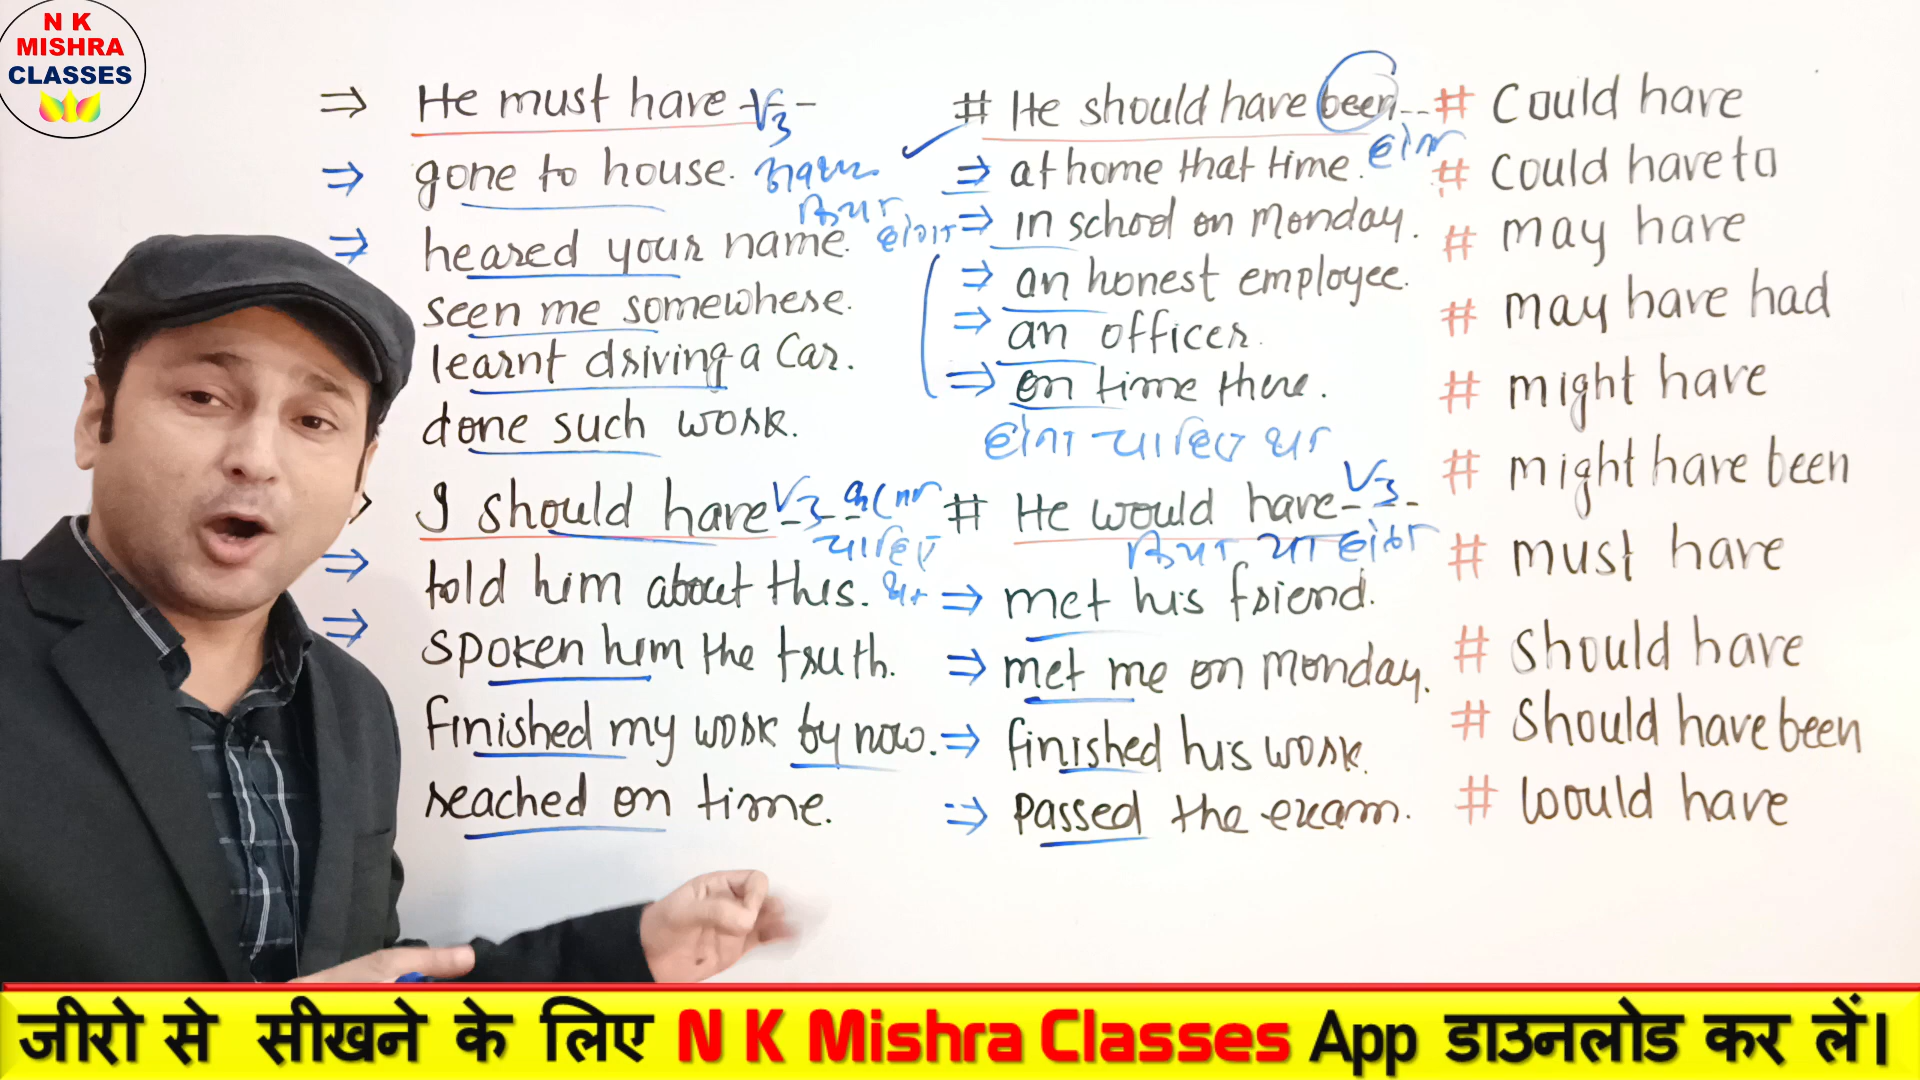 N K
MISHRA
CLASSES
⇒ He must have - V3 -
⇒ gone to house. अवश्य
किया
⇒ heared your name. होगा
seen me somewhere.
learnt driving a Car.
done such work.
I should have V3 - करना
चाहिए
⇒ told him about this. था
⇒ spoken him the truth.
finished my work by now.
reached on time.
# He should have been --
⇒ at home that time. होना
⇒ in school on Monday.
⇒ an honest employee.
⇒ an officer.
⇒ on time there.
होना चाहिए था
# He would have - V3 -
किया या होता
⇒ met his friend.
⇒ met me on Monday.
⇒ finished his work.
⇒ passed the exam.
# Could have
# Could have to
# may have
# may have had
# might have
# might have been
# must have
# Should have
# Should have been
# Would have
जीरो से सीखने के लिए N K Mishra Classes App डाउनलोड कर लें।